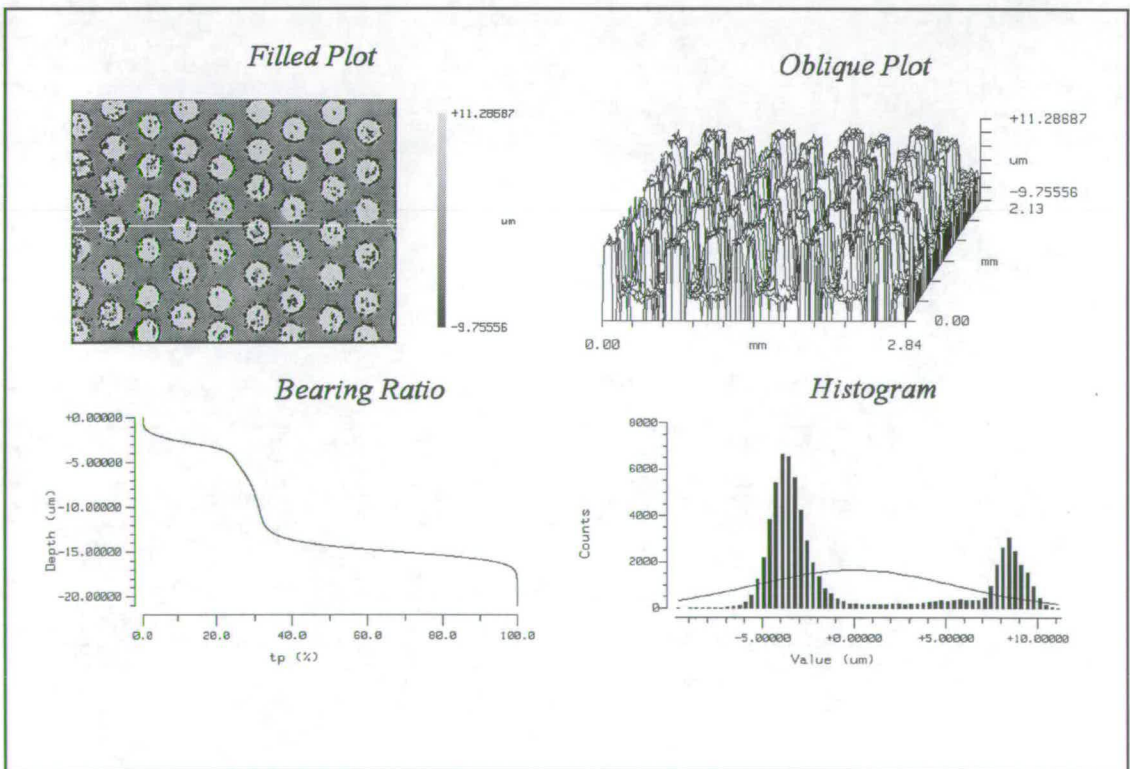 Filled Plot
+11.28687
um
-9.75556
Oblique Plot
+11.28687
um
-9.75556
2.13
mm
0.00
0.00 mm 2.84
Bearing Ratio
+0.00000
-5.00000
-10.00000
-15.00000
-20.00000
Depth (um)
0.0 20.0 40.0 60.0 80.0 100.0
tp (%)
Histogram
8000
6000
4000
2000
0
Counts
-5.00000 +0.00000 +5.00000 +10.00000
Value (um)